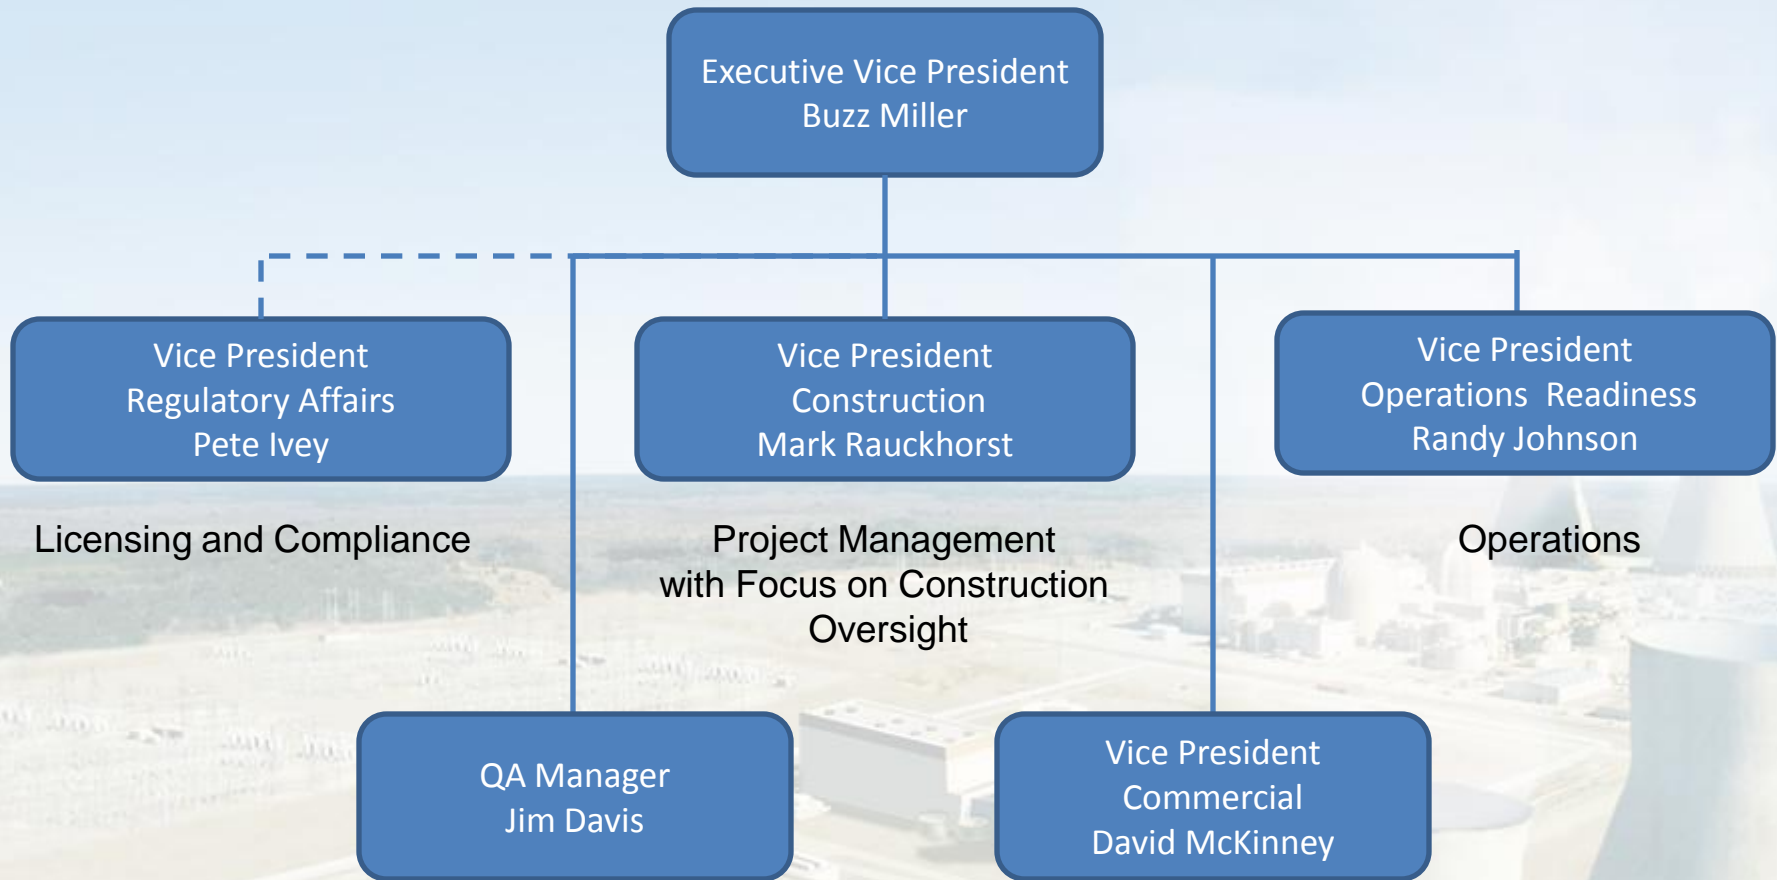 Executive Vice President
Buzz Miller
Vice President
Regulatory Affairs
Pete Ivey
Licensing and Compliance
Vice President
Construction
Mark Rauckhorst
Project Management
with Focus on Construction
Oversight
Vice President
Operations  Readiness
Randy Johnson
Operations
QA Manager
Jim Davis
Vice President
Commercial
David McKinney